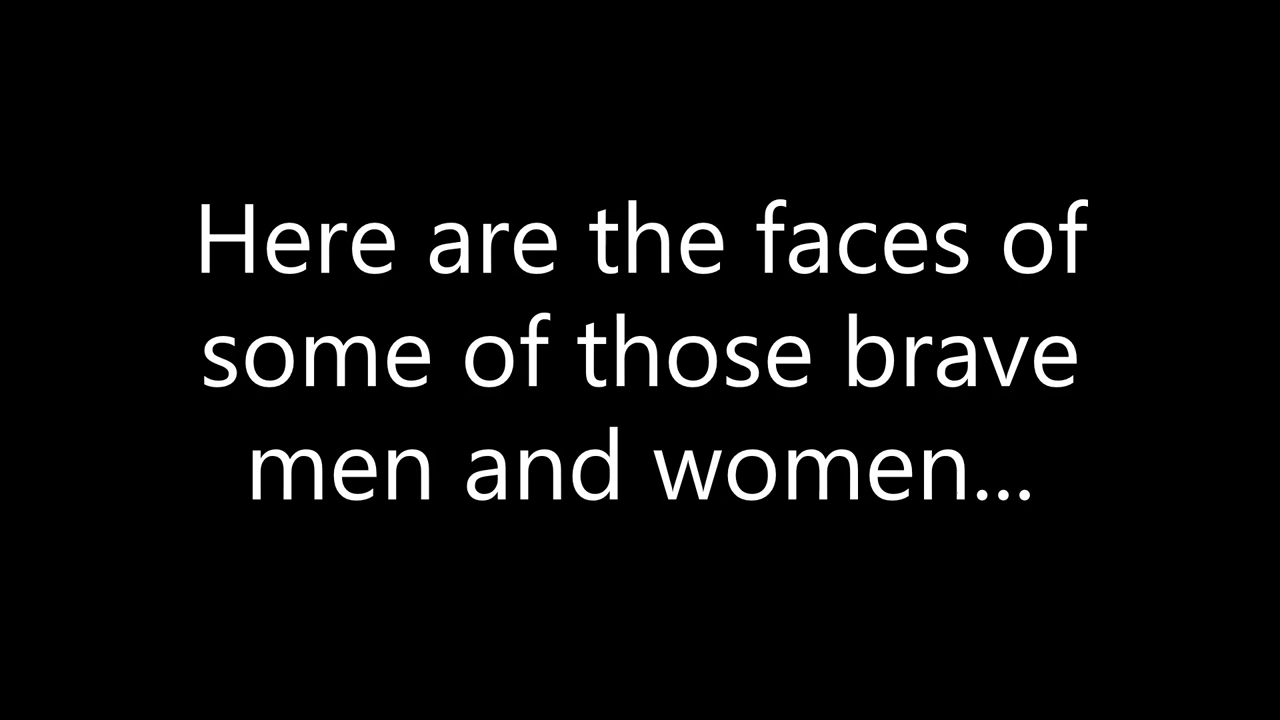 Here are the faces of
some of those brave
men and women...